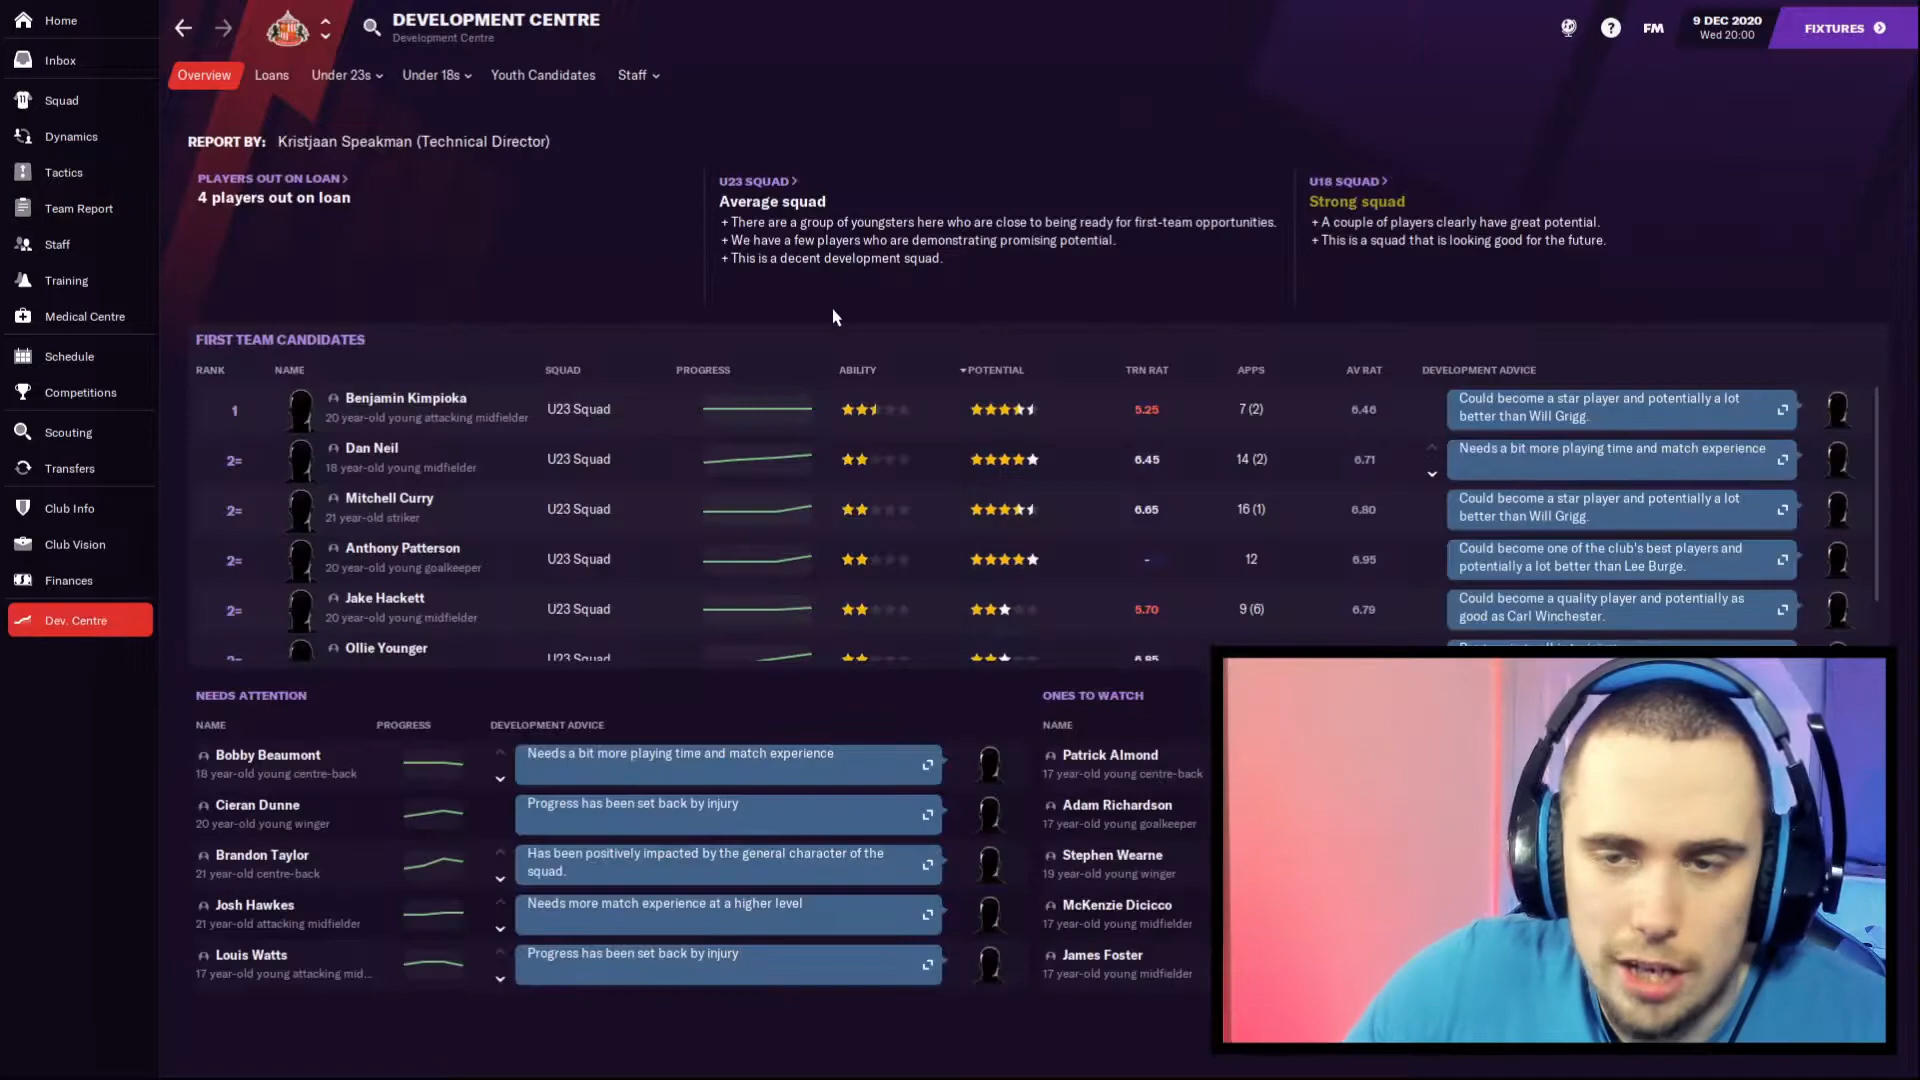 Home
Inbox
Squad
Dynamics
Tactics
Team Report
Staff
Training
Medical Centre
Schedule
Competitions
Scouting
Transfers
Club Info
Club Vision
Finances
Dev. Centre
DEVELOPMENT CENTRE
Development Centre
FM
9 DEC 2020
Wed 20:00
FIXTURES
Overview Loans Under 23s Under 18s Youth Candidates Staff
REPORT BY: Kristjaan Speakman (Technical Director)
PLAYERS OUT ON LOAN >
4 players out on loan
U23 SQUAD >
Average squad
+ There are a group of youngsters here who are close to being ready for first-team opportunities.
+ We have a few players who are demonstrating promising potential.
+ This is a decent development squad.
U18 SQUAD >
Strong squad
+ A couple of players clearly have great potential.
+ This is a squad that is looking good for the future.
FIRST TEAM CANDIDATES
RANK NAME SQUAD PROGRESS ABILITY POTENTIAL TRN RAT APPS AV RAT DEVELOPMENT ADVICE
1 Benjamin Kimpioka U23 Squad 5.25 7 (2) 6.46
20 year-old young attacking midfielder
Could become a star player and potentially a lot
better than Will Grigg.
2= Dan Neil U23 Squad 6.45 14 (2) 6.71
18 year-old young midfielder
Needs a bit more playing time and match experience
2= Mitchell Curry U23 Squad 6.65 16 (1) 6.80
21 year-old striker
Could become a star player and potentially a lot
better than Will Grigg.
2= Anthony Patterson U23 Squad - 12 6.95
20 year-old young goalkeeper
Could become one of the club's best players and
potentially a lot better than Lee Burge.
2= Jake Hackett U23 Squad 5.70 9 (6) 6.79
20 year-old young midfielder
Could become a quality player and potentially as
good as Carl Winchester.
2= Ollie Younger U23 Squad 6.85
NEEDS ATTENTION
NAME PROGRESS DEVELOPMENT ADVICE
Bobby Beaumont
18 year-old young centre-back
Needs a bit more playing time and match experience
Cieran Dunne
20 year-old young winger
Progress has been set back by injury
Brandon Taylor
21 year-old centre-back
Has been positively impacted by the general character of the
squad.
Josh Hawkes
21 year-old attacking midfielder
Needs more match experience at a higher level
Louis Watts
17 year-old young attacking mid...
Progress has been set back by injury
ONES TO WATCH
NAME
Patrick Almond
17 year-old young centre-back
Adam Richardson
17 year-old young goalkeeper
Stephen Wearne
19 year-old young winger
McKenzie Dicicco
17 year-old young midfielder
James Foster
17 year-old young midfielder